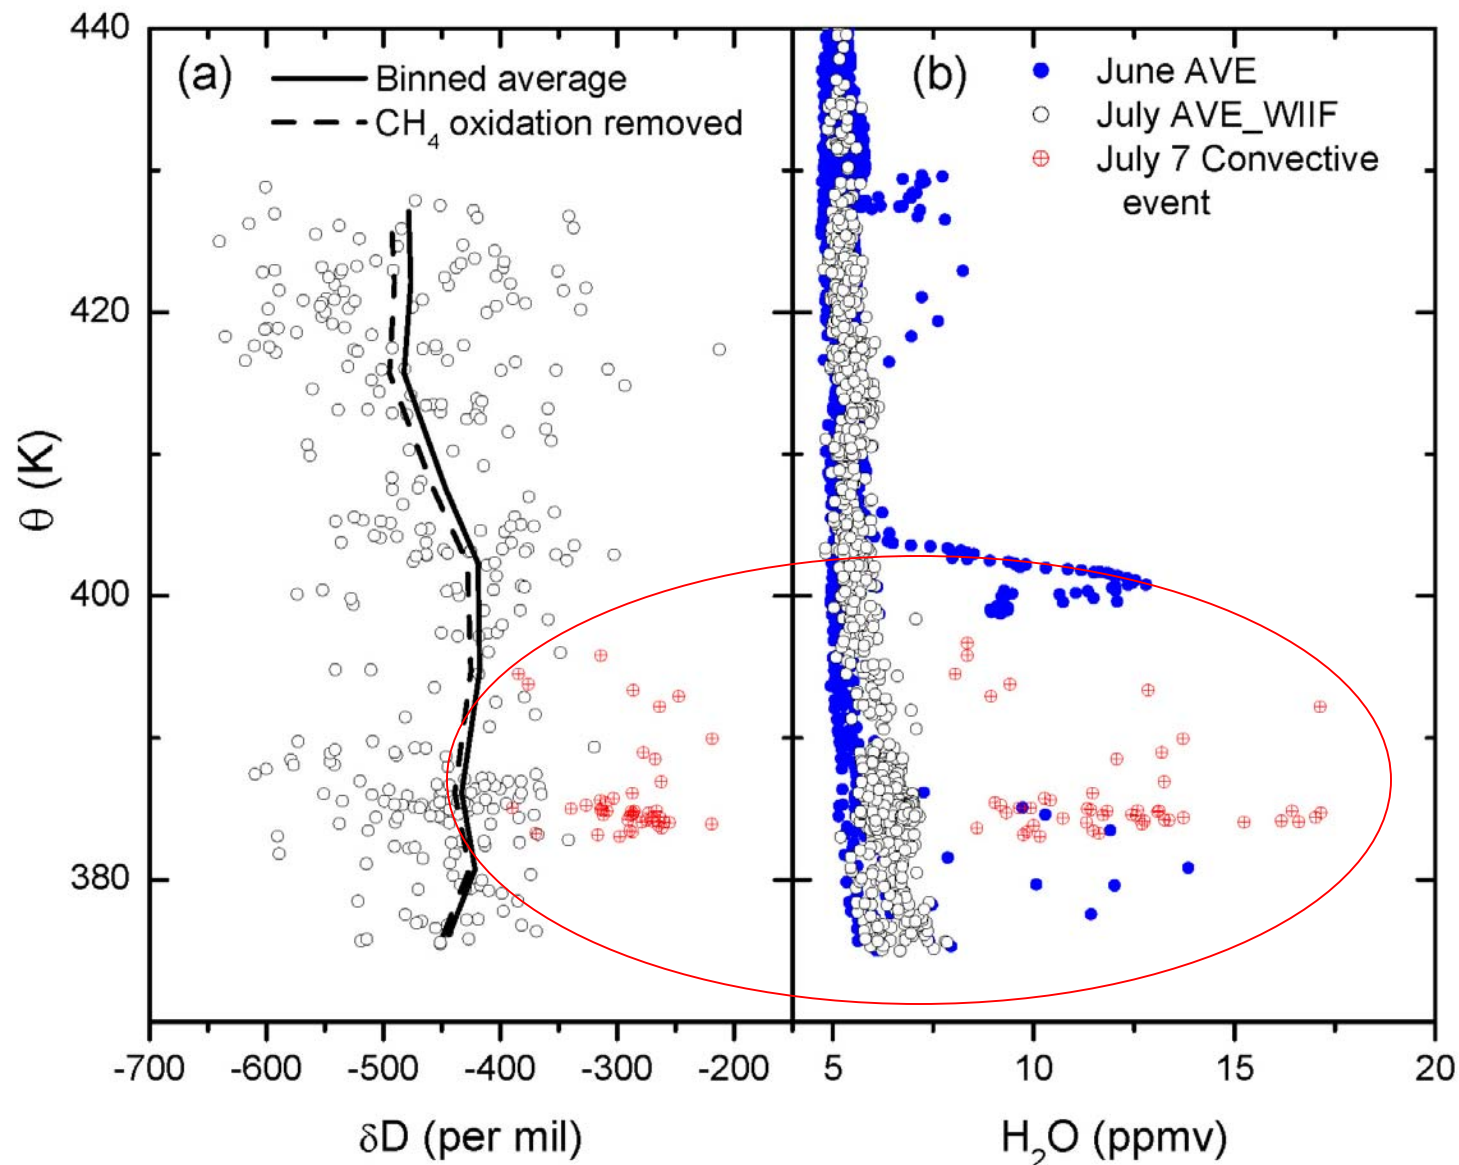 (a)
Binned average
CH4 oxidation removed
(b)
June AVE
July AVE_WIIF
July 7 Convective
event
440
420
400
380
θ (K)
-700 -600 -500 -400 -300 -200
5 10 15 20
δD (per mil)
H2O (ppmv)